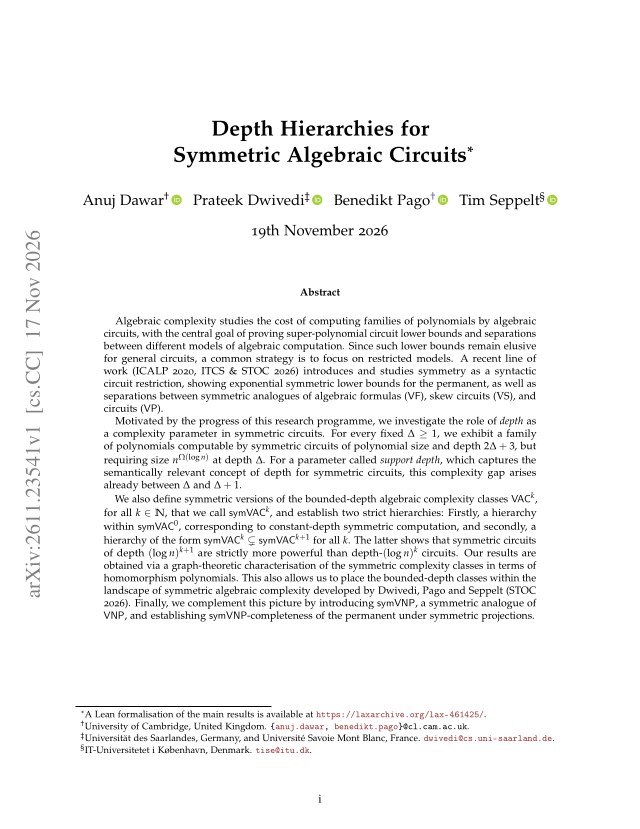 Depth Hierarchies for
Symmetric Algebraic Circuits*
Anuj Dawar† Prateek Dwivedi‡ Benedikt Pago† Tim Seppelt§
19th November 2026
arXiv:2611.23541v1 [cs.CC] 17 Nov 2026
Abstract
Algebraic complexity studies the cost of computing families of polynomials by algebraic
circuits, with the central goal of proving super-polynomial circuit lower bounds and separations
between different models of algebraic computation. Since such lower bounds remain elusive
for general circuits, a common strategy is to focus on restricted models. A recent line of
work (ICALP 2020, ITCS & STOC 2026) introduces and studies symmetry as a syntactic
circuit restriction, showing exponential symmetric lower bounds for the permanent, as well as
separations between symmetric analogues of algebraic formulas (VF), skew circuits (VS), and
circuits (VP).
Motivated by the progress of this research programme, we investigate the role of depth as
a complexity parameter in symmetric circuits. For every fixed Δ ≥ 1, we exhibit a family
of polynomials computable by symmetric circuits of polynomial size and depth 2Δ + 3, but
requiring size n^Ω(log n) at depth Δ. For a parameter called support depth, which captures the
semantically relevant concept of depth for symmetric circuits, this complexity gap arises
already between Δ and Δ + 1.
We also define symmetric versions of the bounded-depth algebraic complexity classes VAC^k,
for all k ∈ ℕ, that we call symVAC^k, and establish two strict hierarchies: Firstly, a hierarchy
within symVAC^0, corresponding to constant-depth symmetric computation, and secondly, a
hierarchy of the form symVAC^k ⊊ symVAC^k+1 for all k. The latter shows that symmetric circuits
of depth (log n)^k+1 are strictly more powerful than depth-(log n)^k circuits. Our results are
obtained via a graph-theoretic characterisation of the symmetric complexity classes in terms of
homomorphism polynomials. This also allows us to place the bounded-depth classes within the
landscape of symmetric algebraic complexity developed by Dwivedi, Pago and Seppelt (STOC
2026). Finally, we complement this picture by introducing symVNP, a symmetric analogue of
VNP, and establishing symVNP-completeness of the permanent under symmetric projections.
*A Lean formalisation of the main results is available at https://laxarchive.org/lax-461425/.
†University of Cambridge, United Kingdom. {anuj.dawar, benedikt.pago}@cl.cam.ac.uk.
‡Universität des Saarlandes, Germany, and Université Savoie Mont Blanc, France. dwivedi@cs.uni-saarland.de.
§IT-Universitetet i København, Denmark. tise@itu.dk.
i